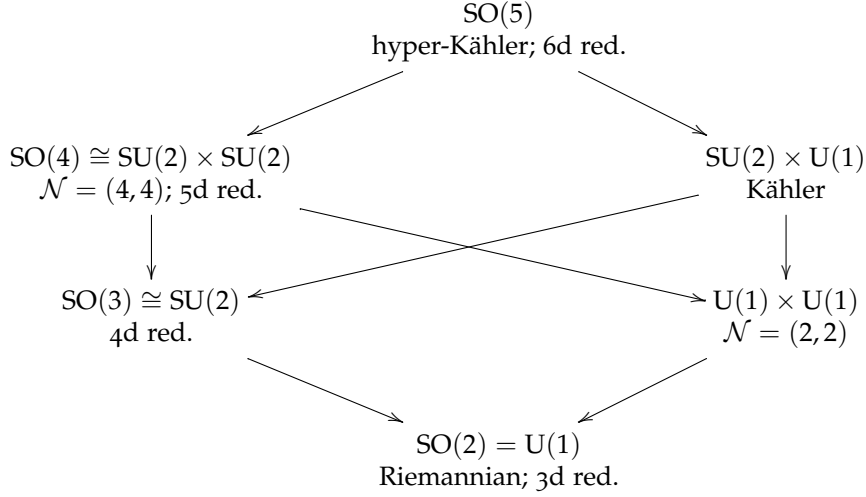 SO(5)
hyper-Kähler; 6d red.
SO(4) ≅ SU(2) × SU(2)
𝒩 = (4, 4); 5d red.
SU(2) × U(1)
Kähler
SO(3) ≅ SU(2)
4d red.
U(1) × U(1)
𝒩 = (2, 2)
SO(2) = U(1)
Riemannian; 3d red.